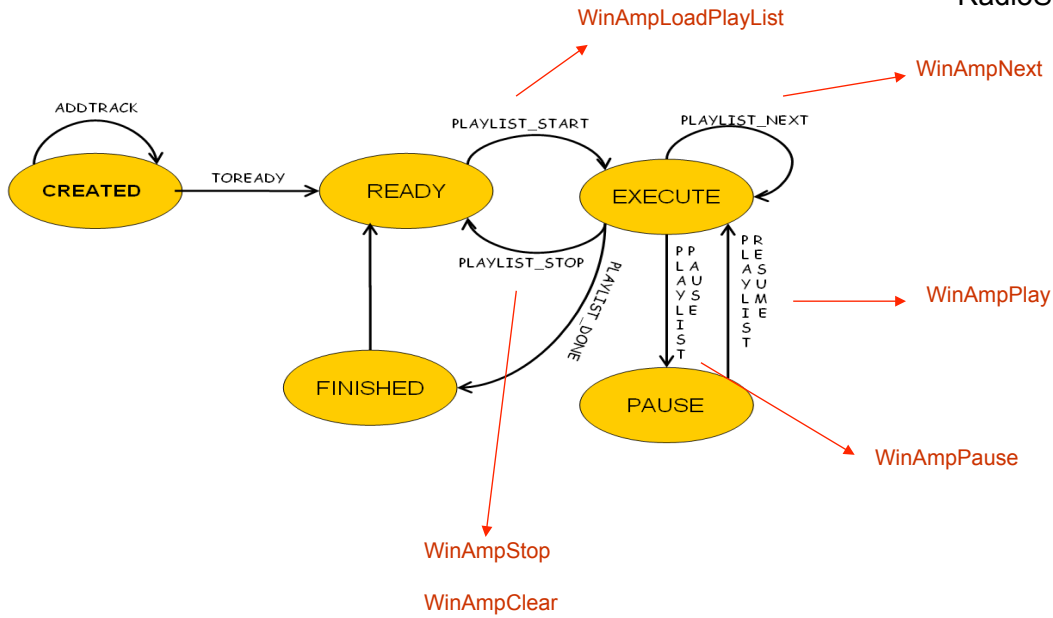 RadioS
WinAmpLoadPlayList
WinAmpNext
ADDTRACK
PLAYLIST_START
PLAYLIST_NEXT
CREATED
TOREADY
READY
EXECUTE
PLAYLIST_STOP
PLAYLIST_DONE
PLAYLIST
PAUSE
PLAYLIST
RESUME
WinAmpPlay
FINISHED
PAUSE
WinAmpPause
WinAmpStop
WinAmpClear